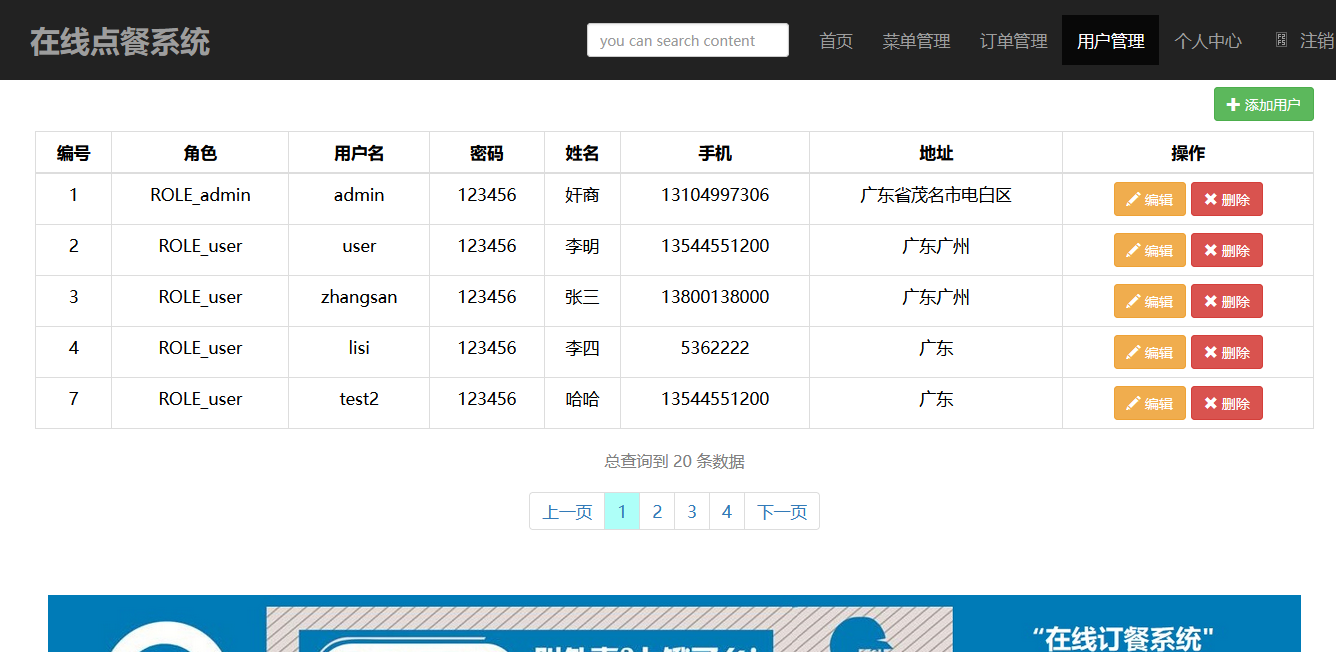 在线点餐系统
you can search content
首页 菜单管理 订单管理 用户管理 个人中心 注销
添加用户
编号 角色 用户名 密码 姓名 手机 地址 操作
1 ROLE_admin admin 123456 奸商 13104997306 广东省茂名市电白区 编辑 删除
2 ROLE_user user 123456 李明 13544551200 广东广州 编辑 删除
3 ROLE_user zhangsan 123456 张三 13800138000 广东广州 编辑 删除
4 ROLE_user lisi 123456 李四 5362222 广东 编辑 删除
7 ROLE_user test2 123456 哈哈 13544551200 广东 编辑 删除
总查询到 20 条数据
上一页 1 2 3 4 下一页
“在线订餐系统"